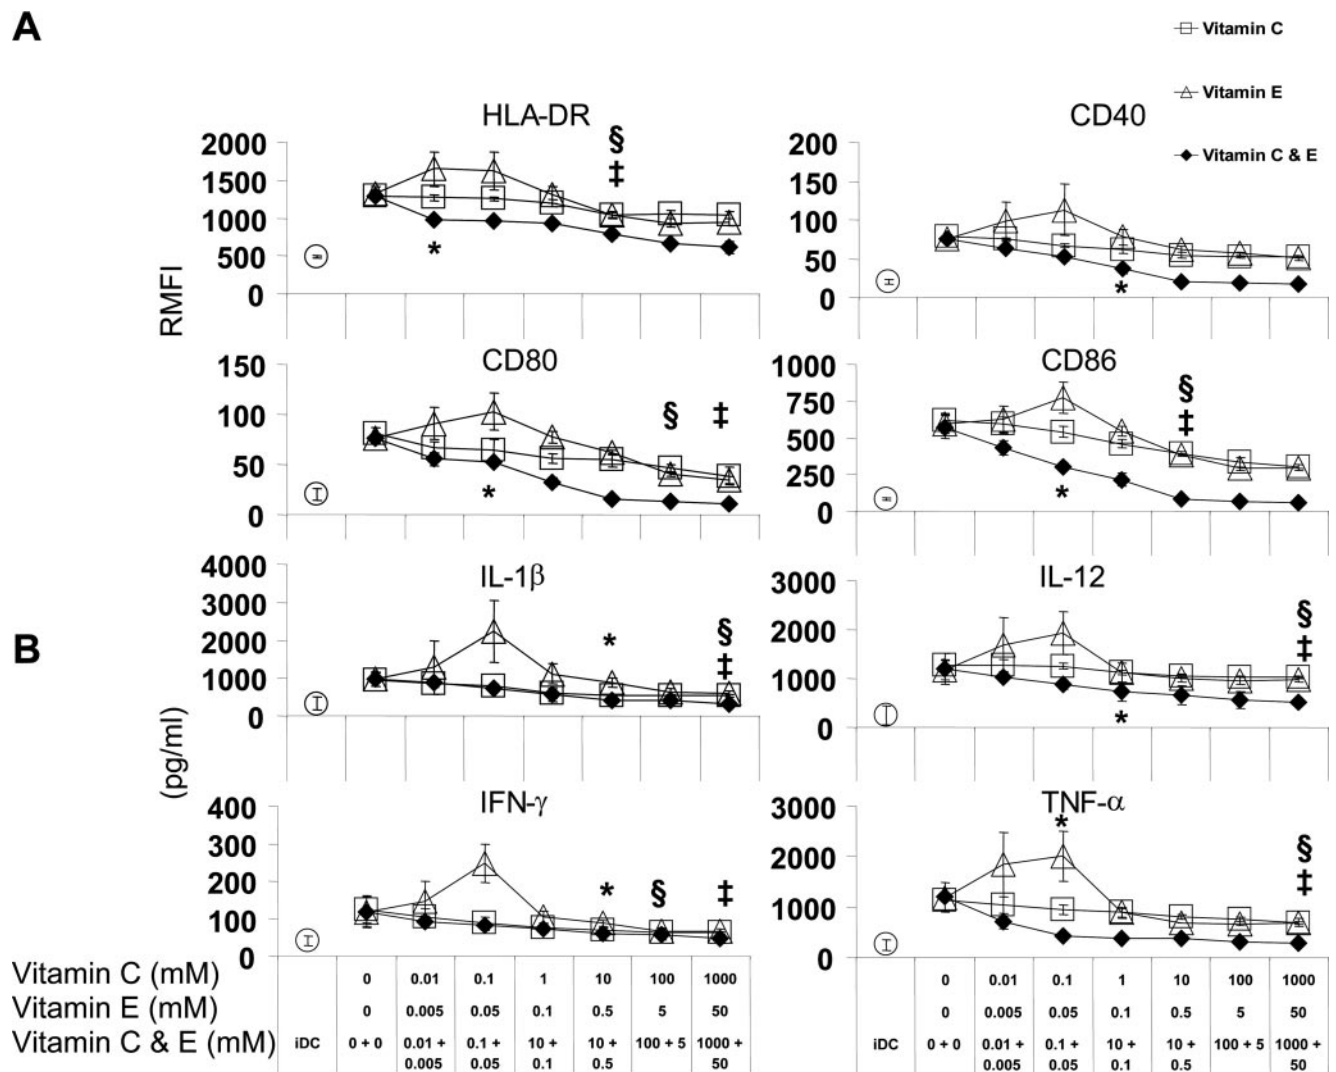 A
Vitamin C
Vitamin E
Vitamin C & E
HLA-DR
CD40
2000
1500
1000
500
0
200
150
100
50
0
§
‡
*
*
RMFI
CD80
CD86
150
100
50
0
1000
750
500
250
0
§ ‡
*
§
‡
*
B
IL-1β
IL-12
4000
3000
2000
1000
0
3000
2000
1000
0
*
§
‡
§
‡
*
(pg/ml)
IFN-γ
TNF-α
400
300
200
100
0
3000
2000
1000
0
* § ‡
*
§
‡
Vitamin C (mM) 0 0.01 0.1 1 10 100 1000 0 0.01 0.1 1 10 100 1000
Vitamin E (mM) 0 0.005 0.05 0.1 0.5 5 50 0 0.005 0.05 0.1 0.5 5 50
Vitamin C & E (mM) iDC 0 + 0 0.01 + 0.1 + 10 + 10 + 100 + 5 1000 + iDC 0 + 0 0.01 + 0.1 + 10 + 10 + 100 + 5 1000 +
0.005 0.05 0.1 0.5 50 0.005 0.05 0.1 0.5 50